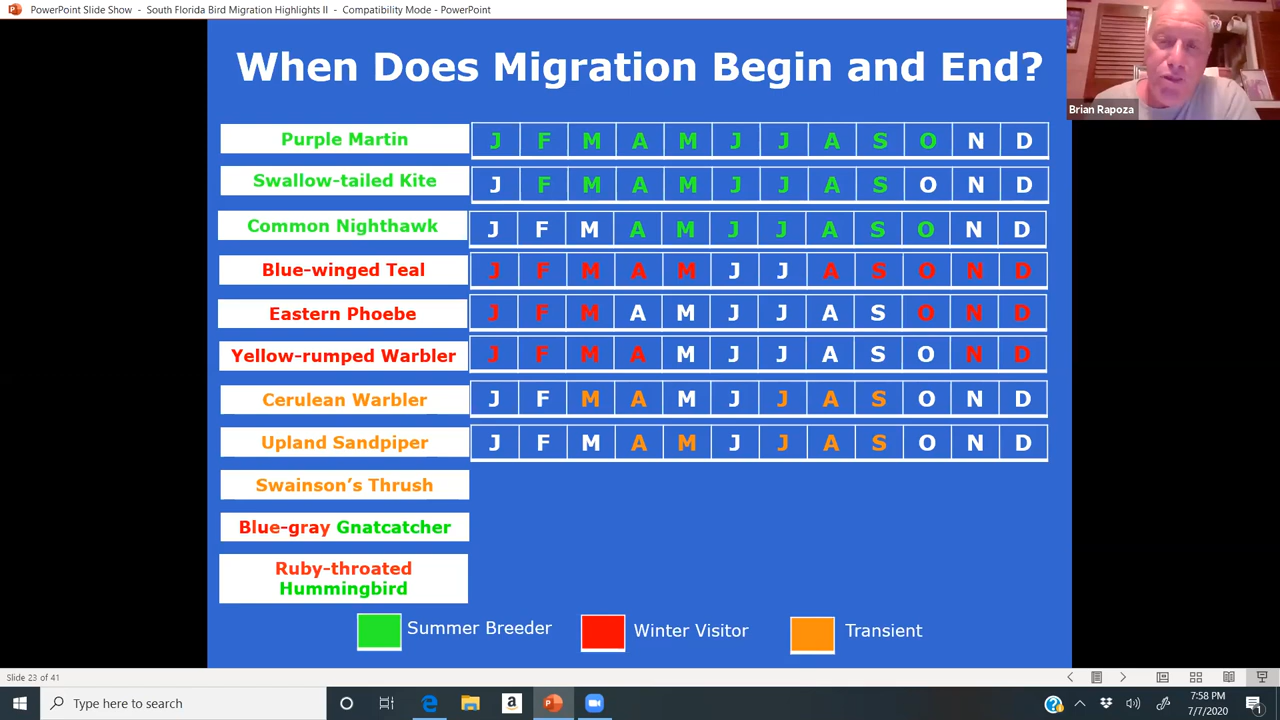 PowerPoint Slide Show - South Florida Bird Migration Highlights II - Compatibility Mode - PowerPoint
When Does Migration Begin and End?
Brian Rapoza
Purple Martin J F M A M J J A S O N D
Swallow-tailed Kite J F M A M J J A S O N D
Common Nighthawk J F M A M J J A S O N D
Blue-winged Teal J F M A M J J A S O N D
Eastern Phoebe J F M A M J J A S O N D
Yellow-rumped Warbler J F M A M J J A S O N D
Cerulean Warbler J F M A M J J A S O N D
Upland Sandpiper J F M A M J J A S O N D
Swainson's Thrush
Blue-gray Gnatcatcher
Ruby-throated
Hummingbird
Summer Breeder Winter Visitor Transient
Slide 23 of 41
Type here to search
7:58 PM
7/7/2020